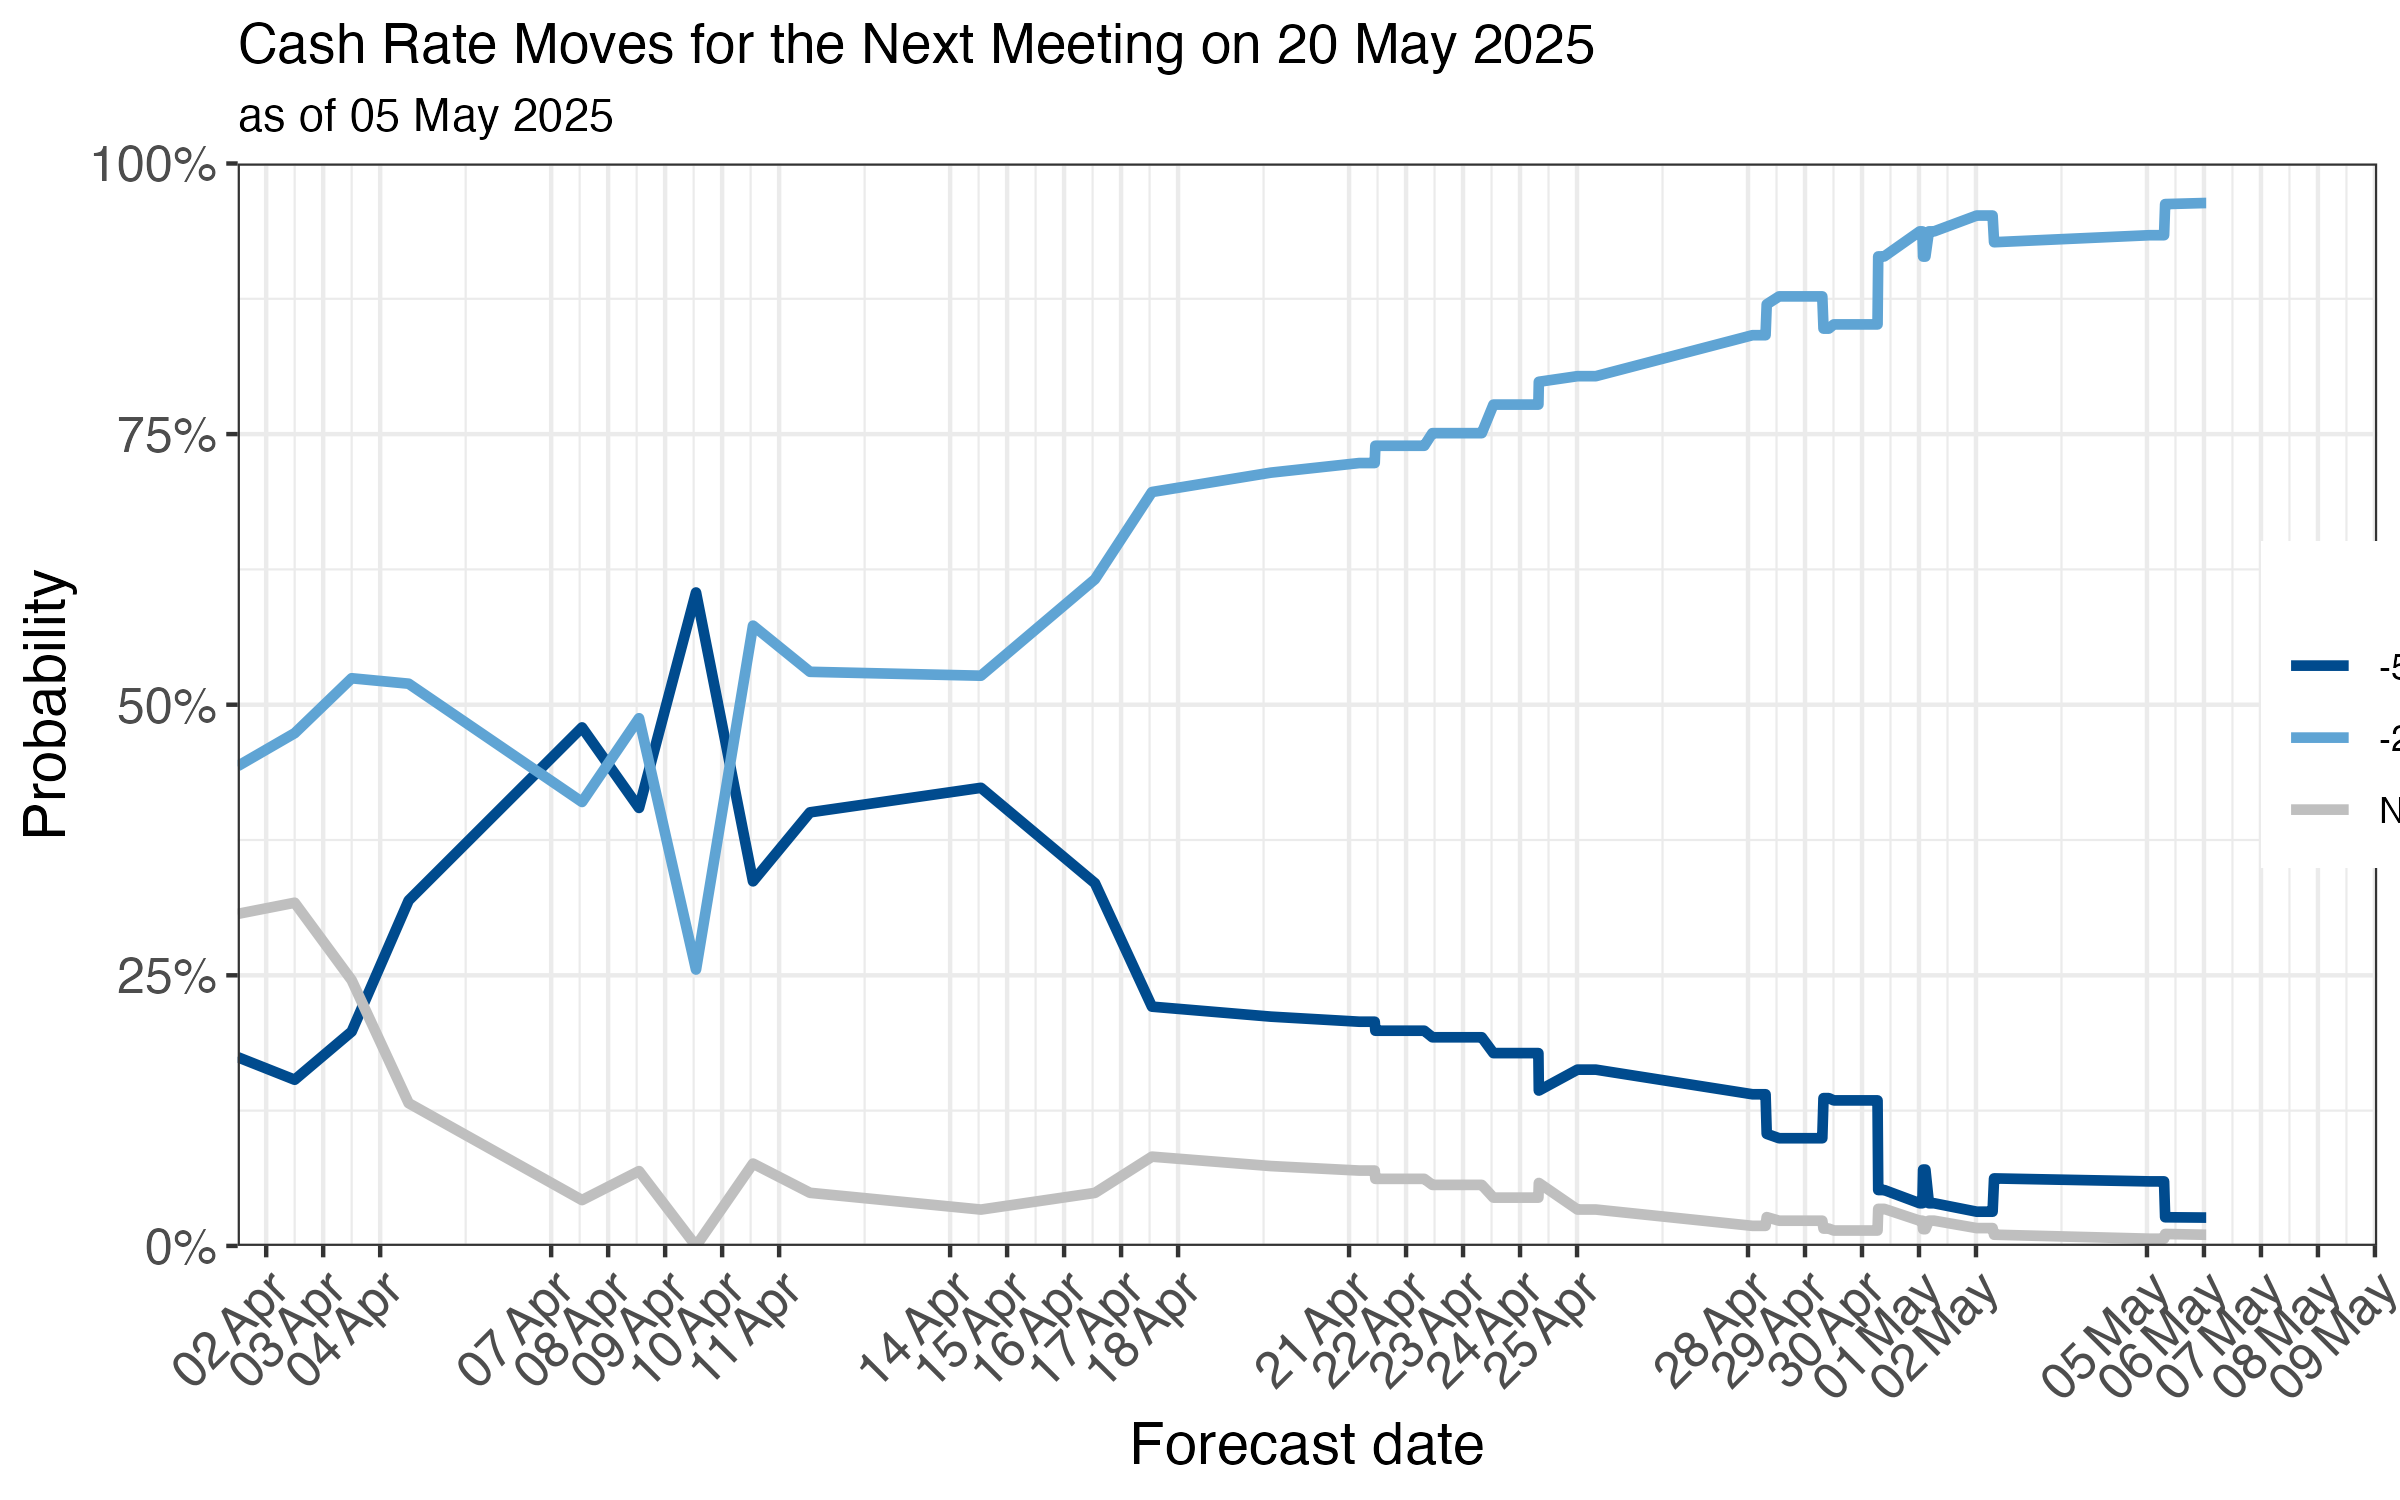 Cash Rate Moves for the Next Meeting on 20 May 2025
as of 05 May 2025
100%
75%
50%
25%
0%
Probability
-5
-2
N
02 Apr
03 Apr
04 Apr
07 Apr
08 Apr
09 Apr
10 Apr
11 Apr
14 Apr
15 Apr
16 Apr
17 Apr
18 Apr
21 Apr
22 Apr
23 Apr
24 Apr
25 Apr
28 Apr
29 Apr
30 Apr
01 May
02 May
05 May
06 May
07 May
08 May
09 May
Forecast date